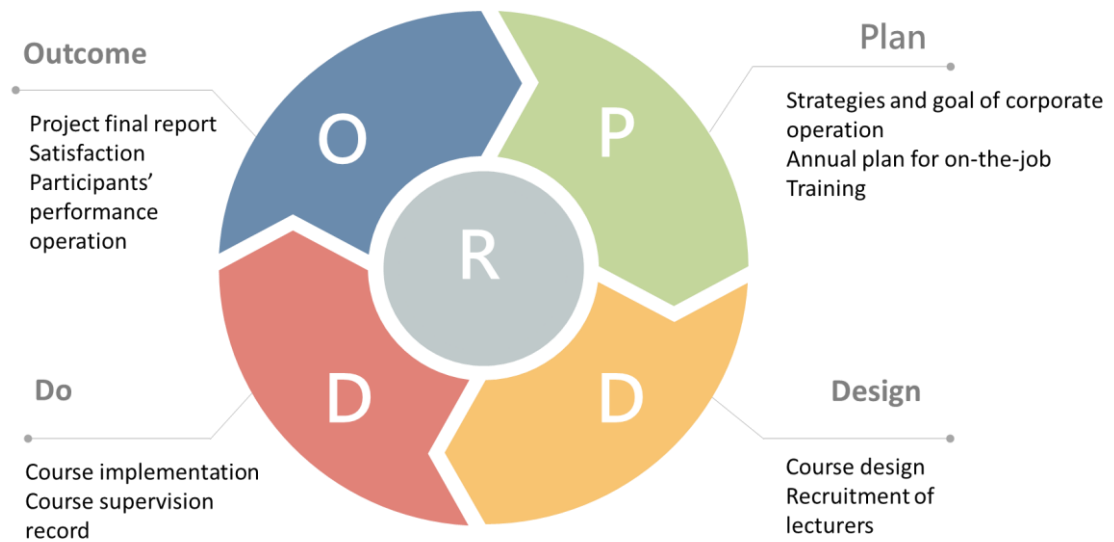 Outcome
Project final report
Satisfaction
Participants’
performance
operation
O
P
Plan
Strategies and goal of corporate
operation
Annual plan for on-the-job
Training
R
Do
Course implementation
Course supervision
record
D
D
Design
Course design
Recruitment of
lecturers